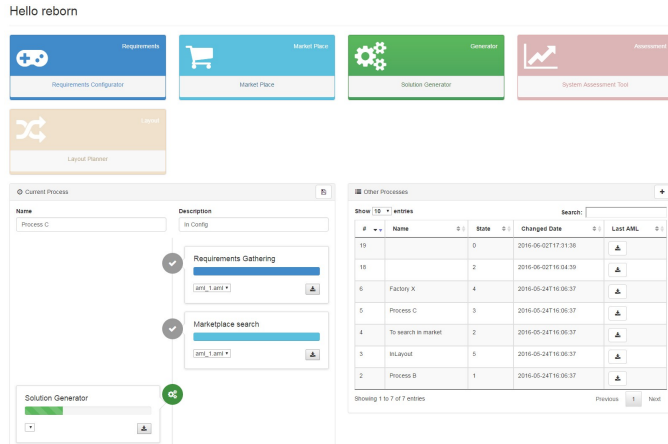 Hello reborn
Requirements
Requirements Configurator
Market Place
Market Place
Generator
Solution Generator
Assessment
System Assessment Tool
Layout
Layout Planner
Current Process
Name
Description
Process C
In Config
Requirements Gathering
aml_1.aml
Marketplace search
aml_1.aml
Solution Generator
Other Processes
Show 10 entries
Search:
# Name State Changed Date Last AML
19 0 2016-06-02T17:31:38
18 2 2016-06-02T16:04:39
6 Factory X 4 2016-05-24T16:06:37
5 Process C 3 2016-05-24T16:06:37
4 To search in market 2 2016-05-24T16:06:37
3 InLayout 5 2016-05-24T16:06:37
2 Process B 1 2016-05-24T16:06:37
Showing 1 to 7 of 7 entries
Previous 1 Next